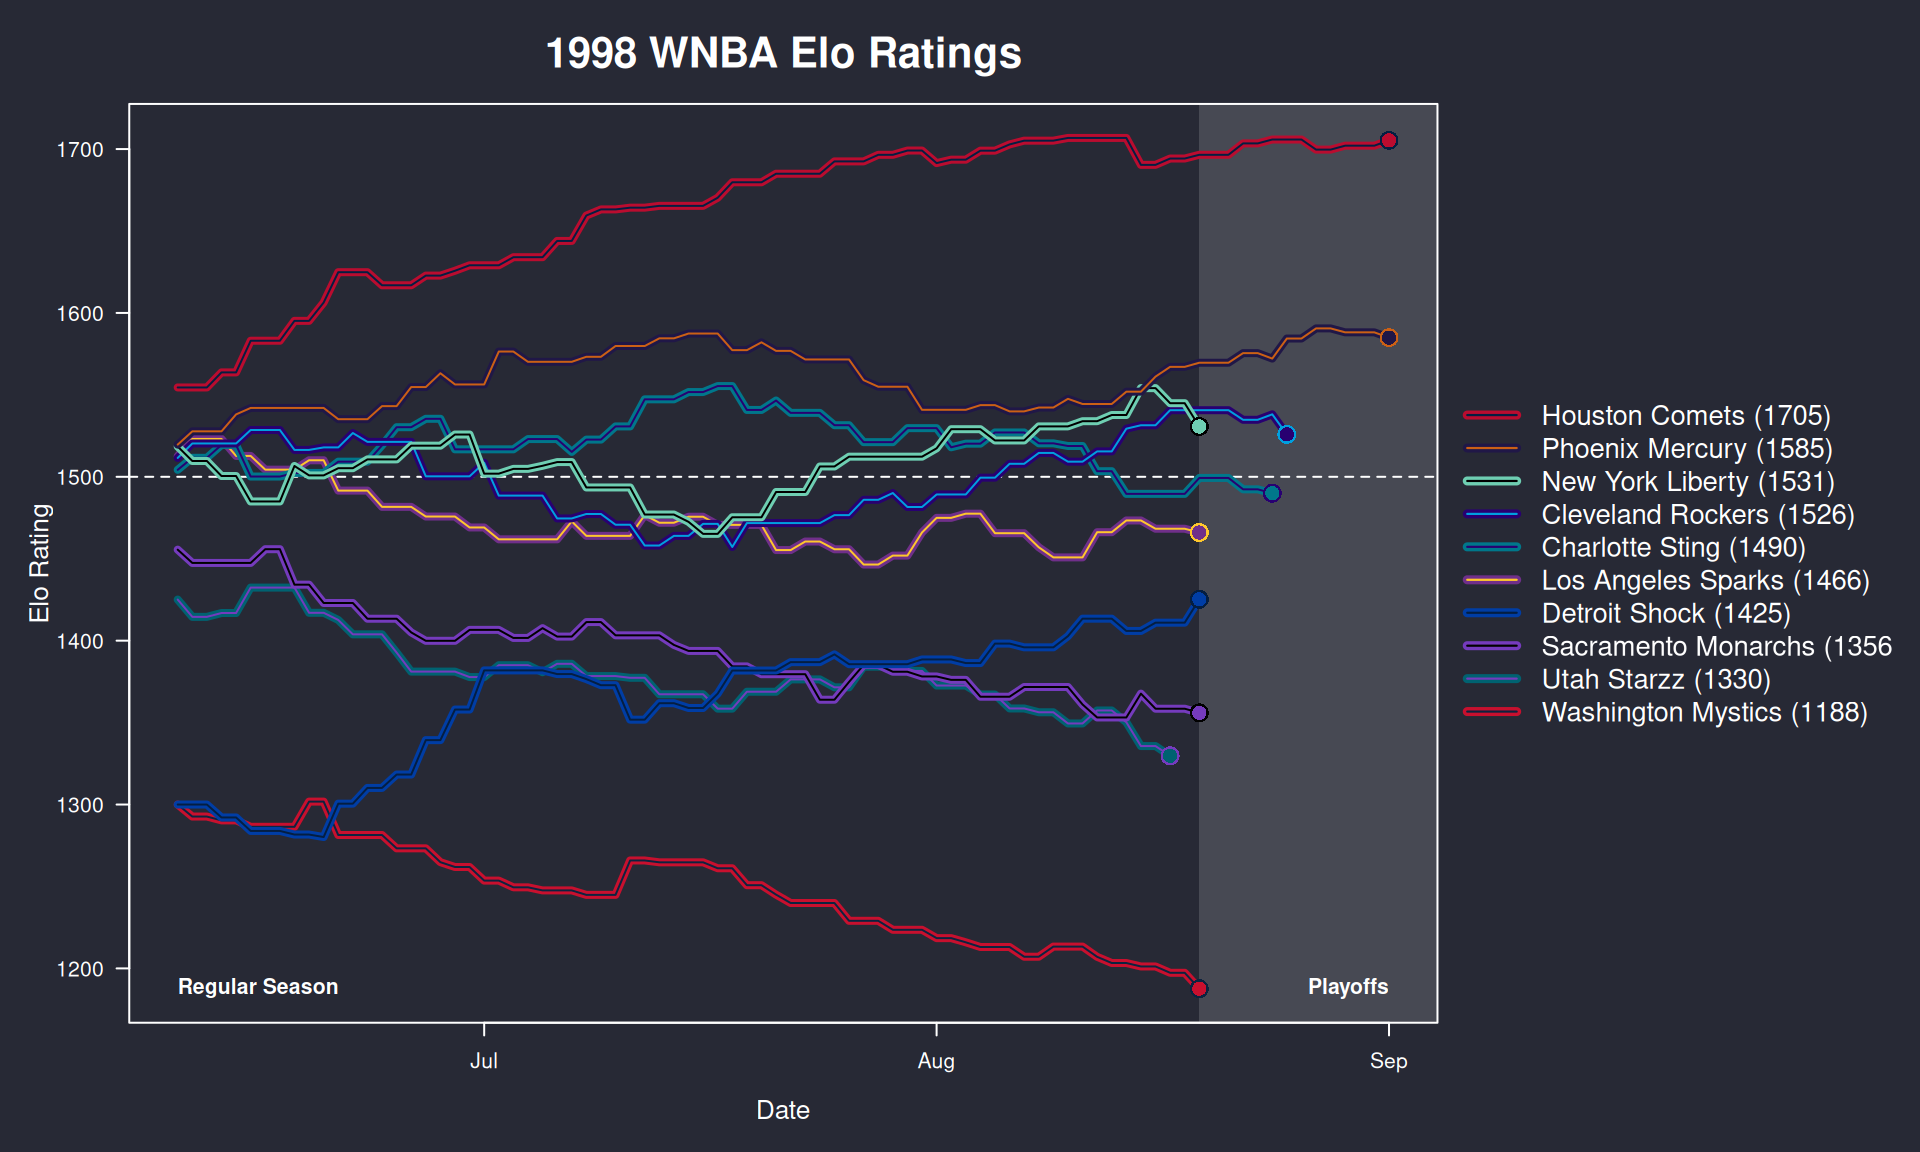 1998 WNBA Elo Ratings
1700
1600
1500
1400
1300
1200
Elo Rating
Regular Season
Playoffs
Jul
Aug
Sep
Date
Houston Comets (1705)
Phoenix Mercury (1585)
New York Liberty (1531)
Cleveland Rockers (1526)
Charlotte Sting (1490)
Los Angeles Sparks (1466)
Detroit Shock (1425)
Sacramento Monarchs (1356
Utah Starzz (1330)
Washington Mystics (1188)